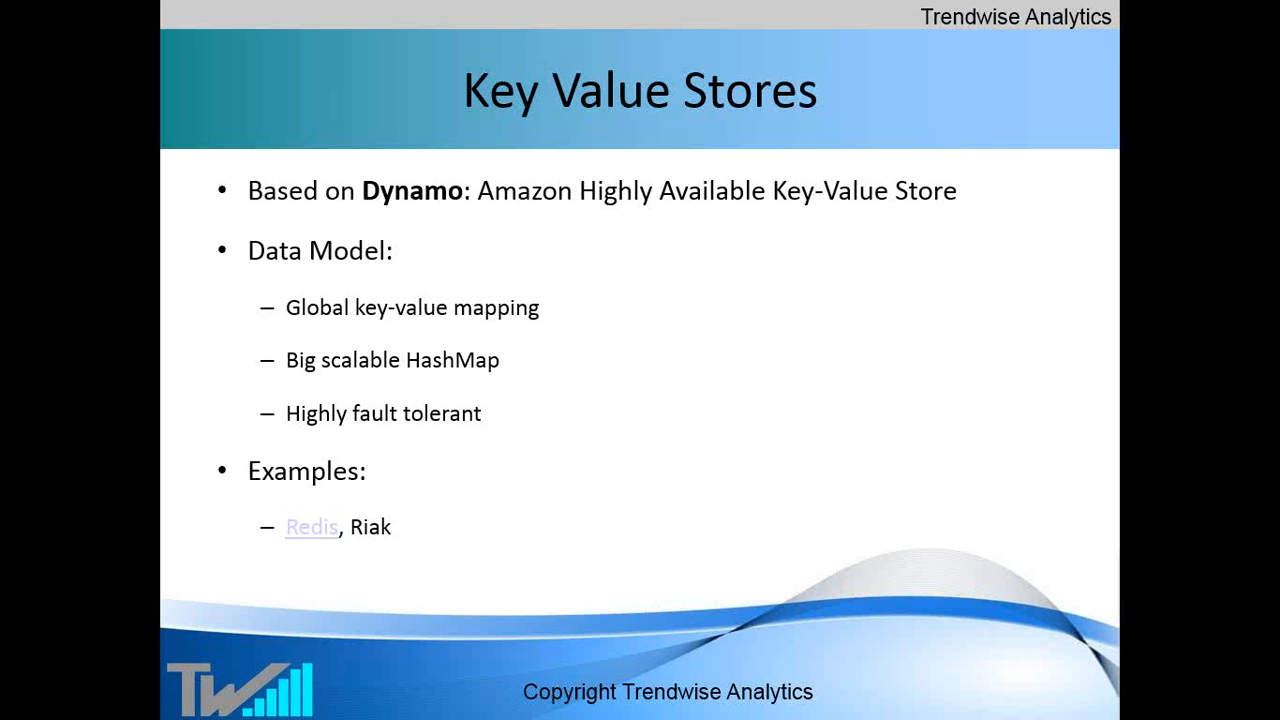 Trendwise Analytics
Key Value Stores
• Based on Dynamo: Amazon Highly Available Key-Value Store
• Data Model:
– Global key-value mapping
– Big scalable HashMap
– Highly fault tolerant
• Examples:
– Redis, Riak
TW
Copyright Trendwise Analytics